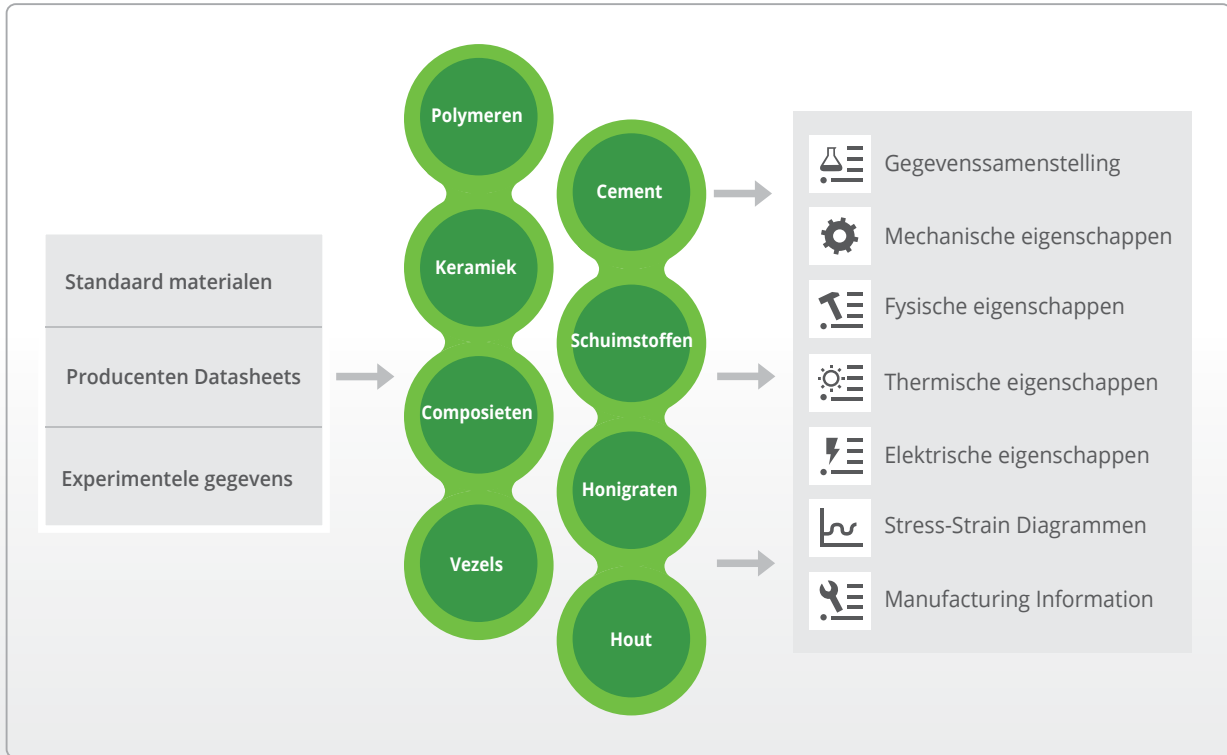 Standaard materialen
Producenten Datasheets
Experimentele gegevens
Polymeren
Keramiek
Composieten
Vezels
Cement
Schuimstoffen
Honigraten
Hout
Gegevenssamenstelling
Mechanische eigenschappen
Fysische eigenschappen
Thermische eigenschappen
Elektrische eigenschappen
Stress-Strain Diagrammen
Manufacturing Information